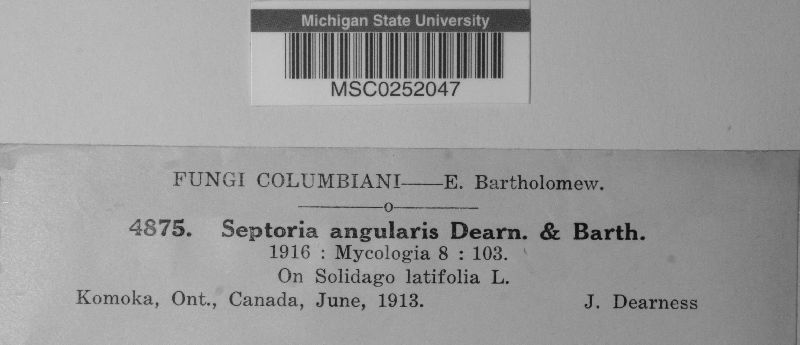 Michigan State University
MSC0252047
FUNGI COLUMBIANI——E. Bartholomew.
4875. Septoria angularis Dearn. & Barth.
1916 : Mycologia 8 : 103.
On Solidago latifolia L.
Komoka, Ont., Canada, June, 1913. J. Dearness